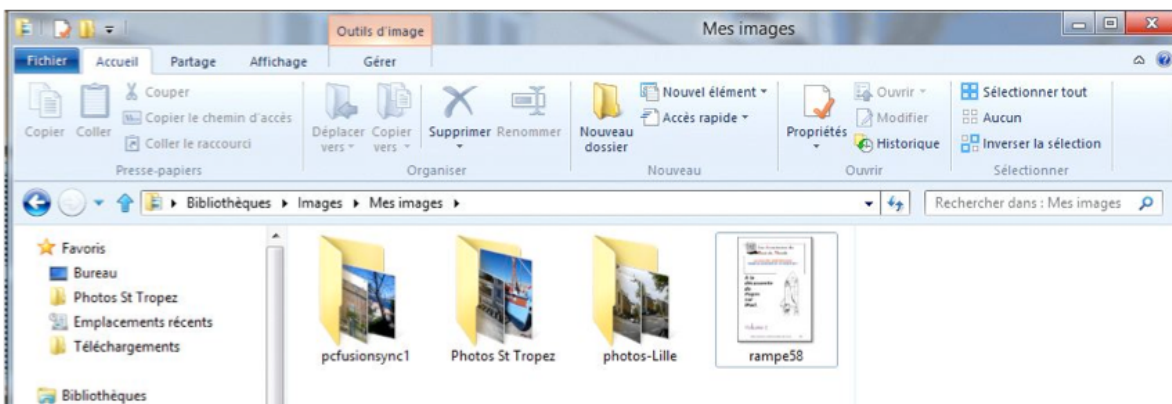 Outils d'image
Mes images
Fichier Accueil Partage Affichage Gérer
Copier
Coller
Couper
Copier le chemin d'accès
Coller le raccourci
Presse-papiers
Déplacer vers
Copier vers
Supprimer
Renommer
Organiser
Nouveau dossier
Nouvel élément
Accès rapide
Nouveau
Propriétés
Ouvrir
Modifier
Historique
Ouvrir
Sélectionner tout
Aucun
Inverser la sélection
Sélectionner
Bibliothèques Images Mes images
Rechercher dans : Mes images
Favoris
Bureau
Photos St Tropez
Emplacements récents
Téléchargements
Bibliothèques
pcfusionsync1
Photos St Tropez
photos-Lille
rampe58